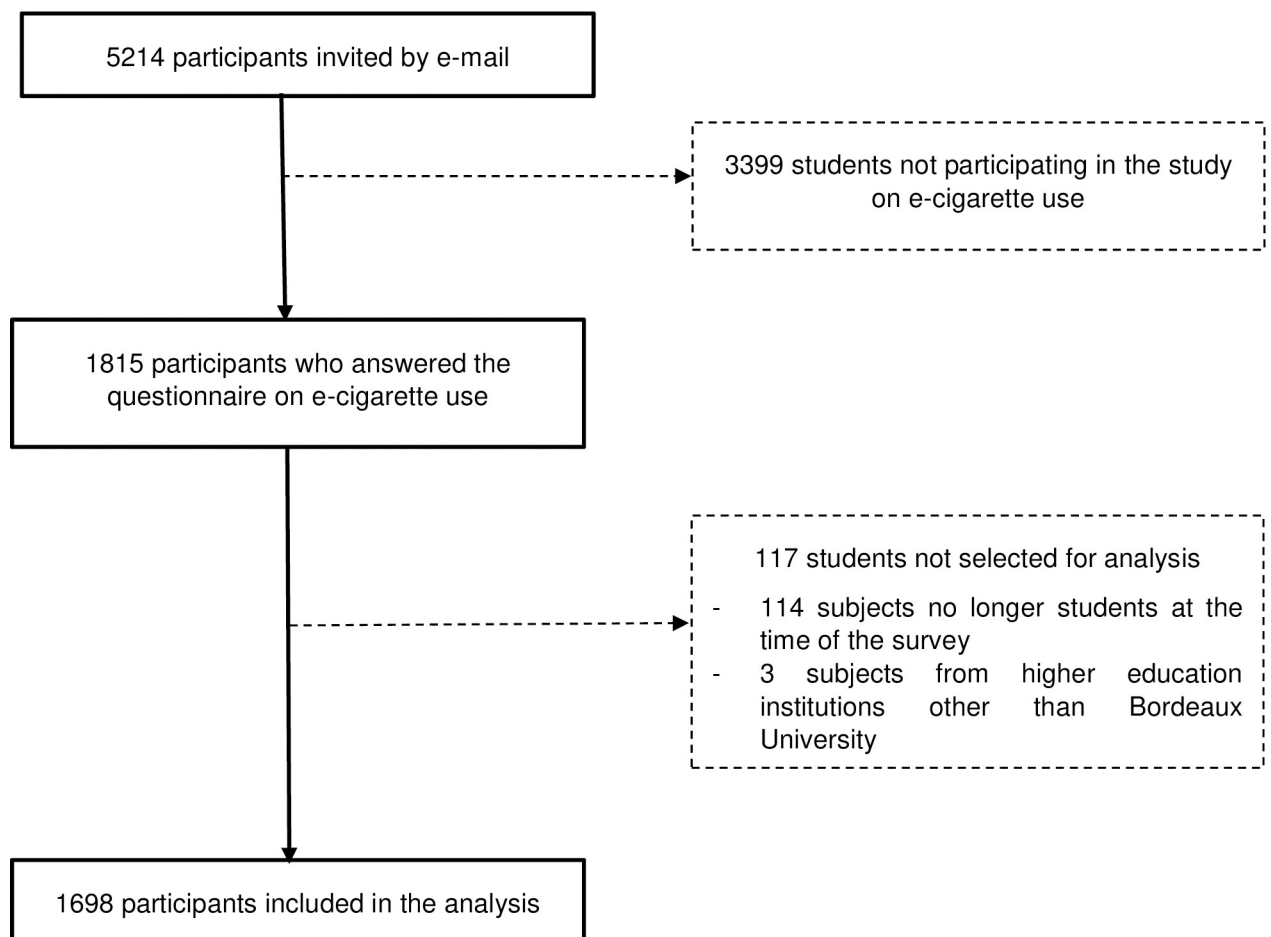 5214 participants invited by e-mail
3399 students not participating in the study
on e-cigarette use
1815 participants who answered the
questionnaire on e-cigarette use
117 students not selected for analysis
- 114 subjects no longer students at the
time of the survey
- 3 subjects from higher education
institutions other than Bordeaux
University
1698 participants included in the analysis